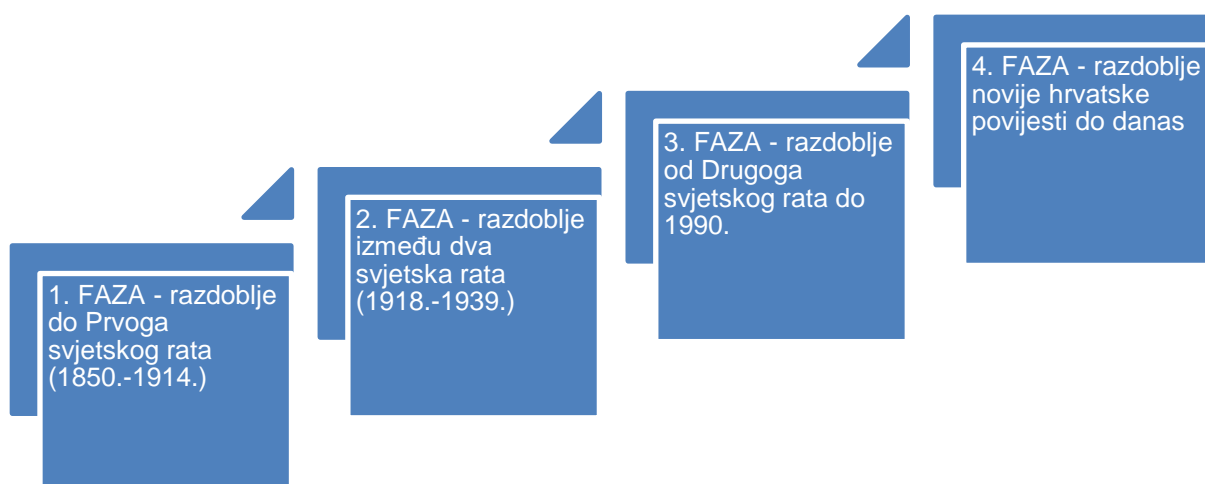 1. FAZA - razdoblje
do Prvoga
svjetskog rata
(1850.-1914.)
2. FAZA - razdoblje
između dva
svjetska rata
(1918.-1939.)
3. FAZA - razdoblje
od Drugoga
svjetskog rata do
1990.
4. FAZA - razdoblje
novije hrvatske
povijesti do danas